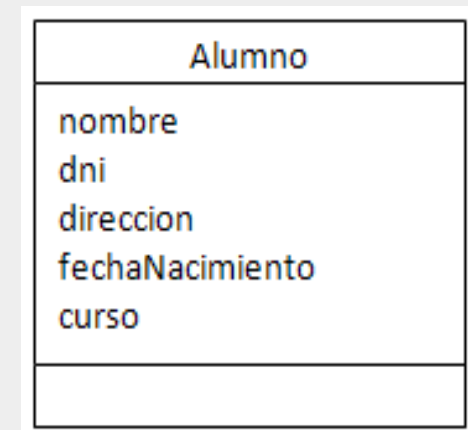 Alumno
nombre
dni
direccion
fechaNacimiento
curso